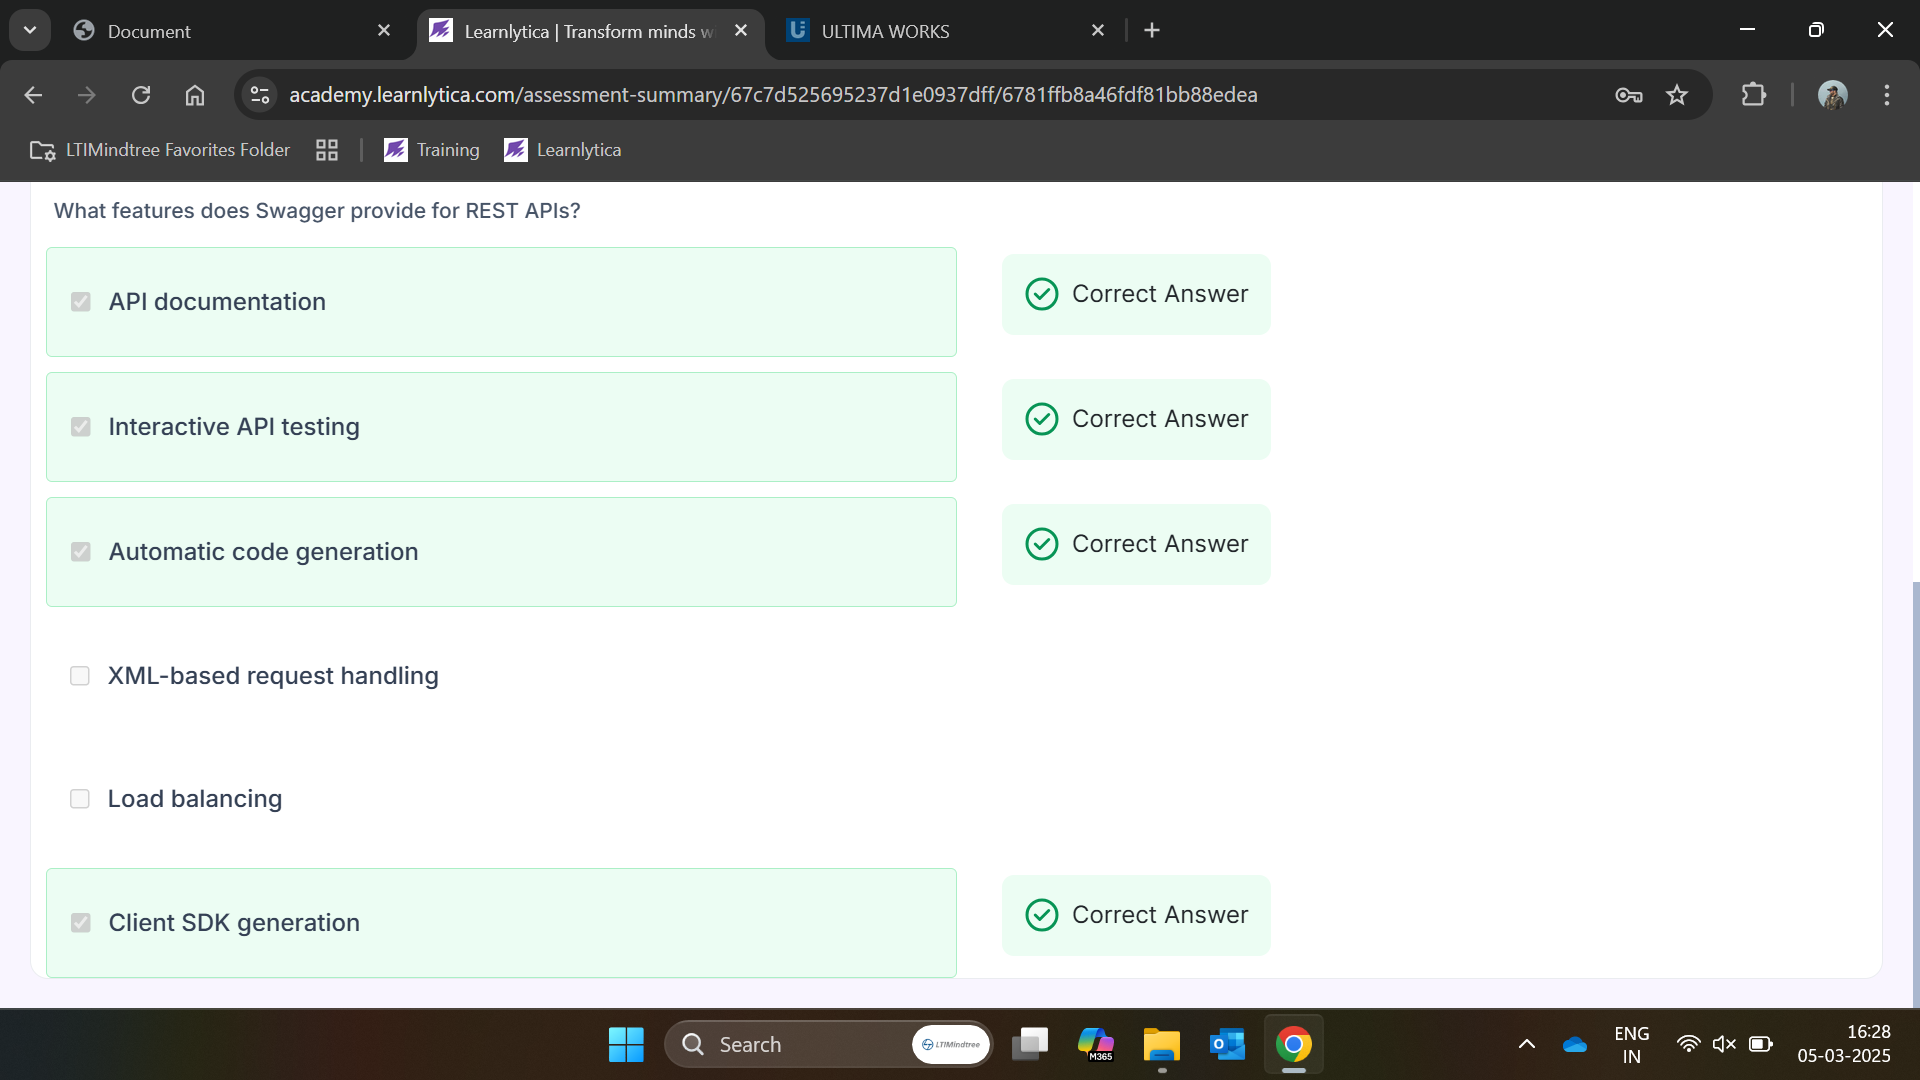 Document
Learnlytica | Transform minds w
ULTIMA WORKS
academy.learnlytica.com/assessment-summary/67c7d525695237d1e0937dff/6781ffb8a46fdf81bb88edea
LTIMindtree Favorites Folder
Training
Learnlytica
What features does Swagger provide for REST APIs?
API documentation
Correct Answer
Interactive API testing
Correct Answer
Automatic code generation
Correct Answer
XML-based request handling
Load balancing
Client SDK generation
Correct Answer
Search
LTIMindtree
M365
ENG
IN
16:28
05-03-2025